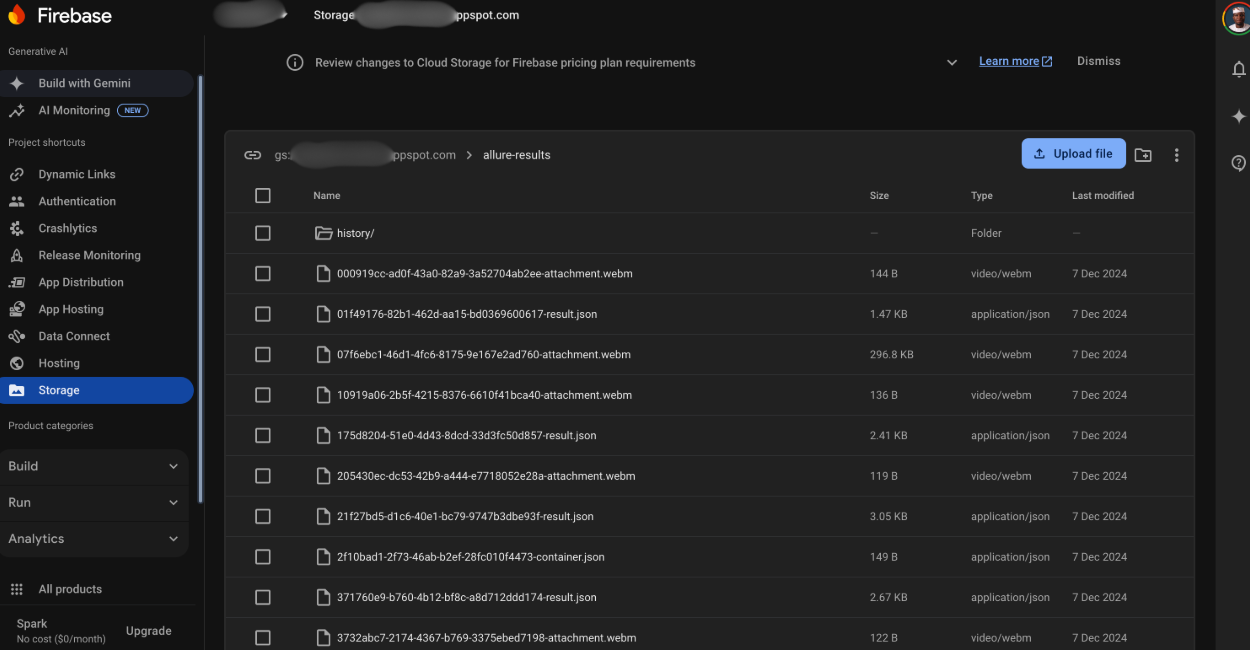 Firebase
Storage ppspot.com
Generative AI
Build with Gemini
AI Monitoring NEW
Project shortcuts
Dynamic Links
Authentication
Crashlytics
Release Monitoring
App Distribution
App Hosting
Data Connect
Hosting
Storage
Product categories
Build
Run
Analytics
All products
Spark
No cost ($0/month)
Upgrade
Review changes to Cloud Storage for Firebase pricing plan requirements
Learn more
Dismiss
gs: ppspot.com > allure-results
Upload file
Name Size Type Last modified
history/ — Folder —
000919cc-ad0f-43a0-82a9-3a52704ab2ee-attachment.webm 144 B video/webm 7 Dec 2024
01f49176-82b1-462d-aa15-bd0369600617-result.json 1.47 KB application/json 7 Dec 2024
07f6ebc1-46d1-4fc6-8175-9e167e2ad760-attachment.webm 296.8 KB video/webm 7 Dec 2024
10919a06-2b5f-4215-8376-6610f41bca40-attachment.webm 136 B video/webm 7 Dec 2024
175d8204-51e0-4d43-8dcd-33d3fc50d857-result.json 2.41 KB application/json 7 Dec 2024
205430ec-dc53-42b9-a444-e7718052e28a-attachment.webm 119 B video/webm 7 Dec 2024
21f27bd5-d1c6-40e1-bc79-9747b3dbe93f-result.json 3.05 KB application/json 7 Dec 2024
2f10bad1-2f73-46ab-b2ef-28fc010f4473-container.json 149 B application/json 7 Dec 2024
371760e9-b760-4b12-bf8c-a8d712ddd174-result.json 2.67 KB application/json 7 Dec 2024
3732abc7-2174-4367-b769-3375ebed7198-attachment.webm 122 B video/webm 7 Dec 2024